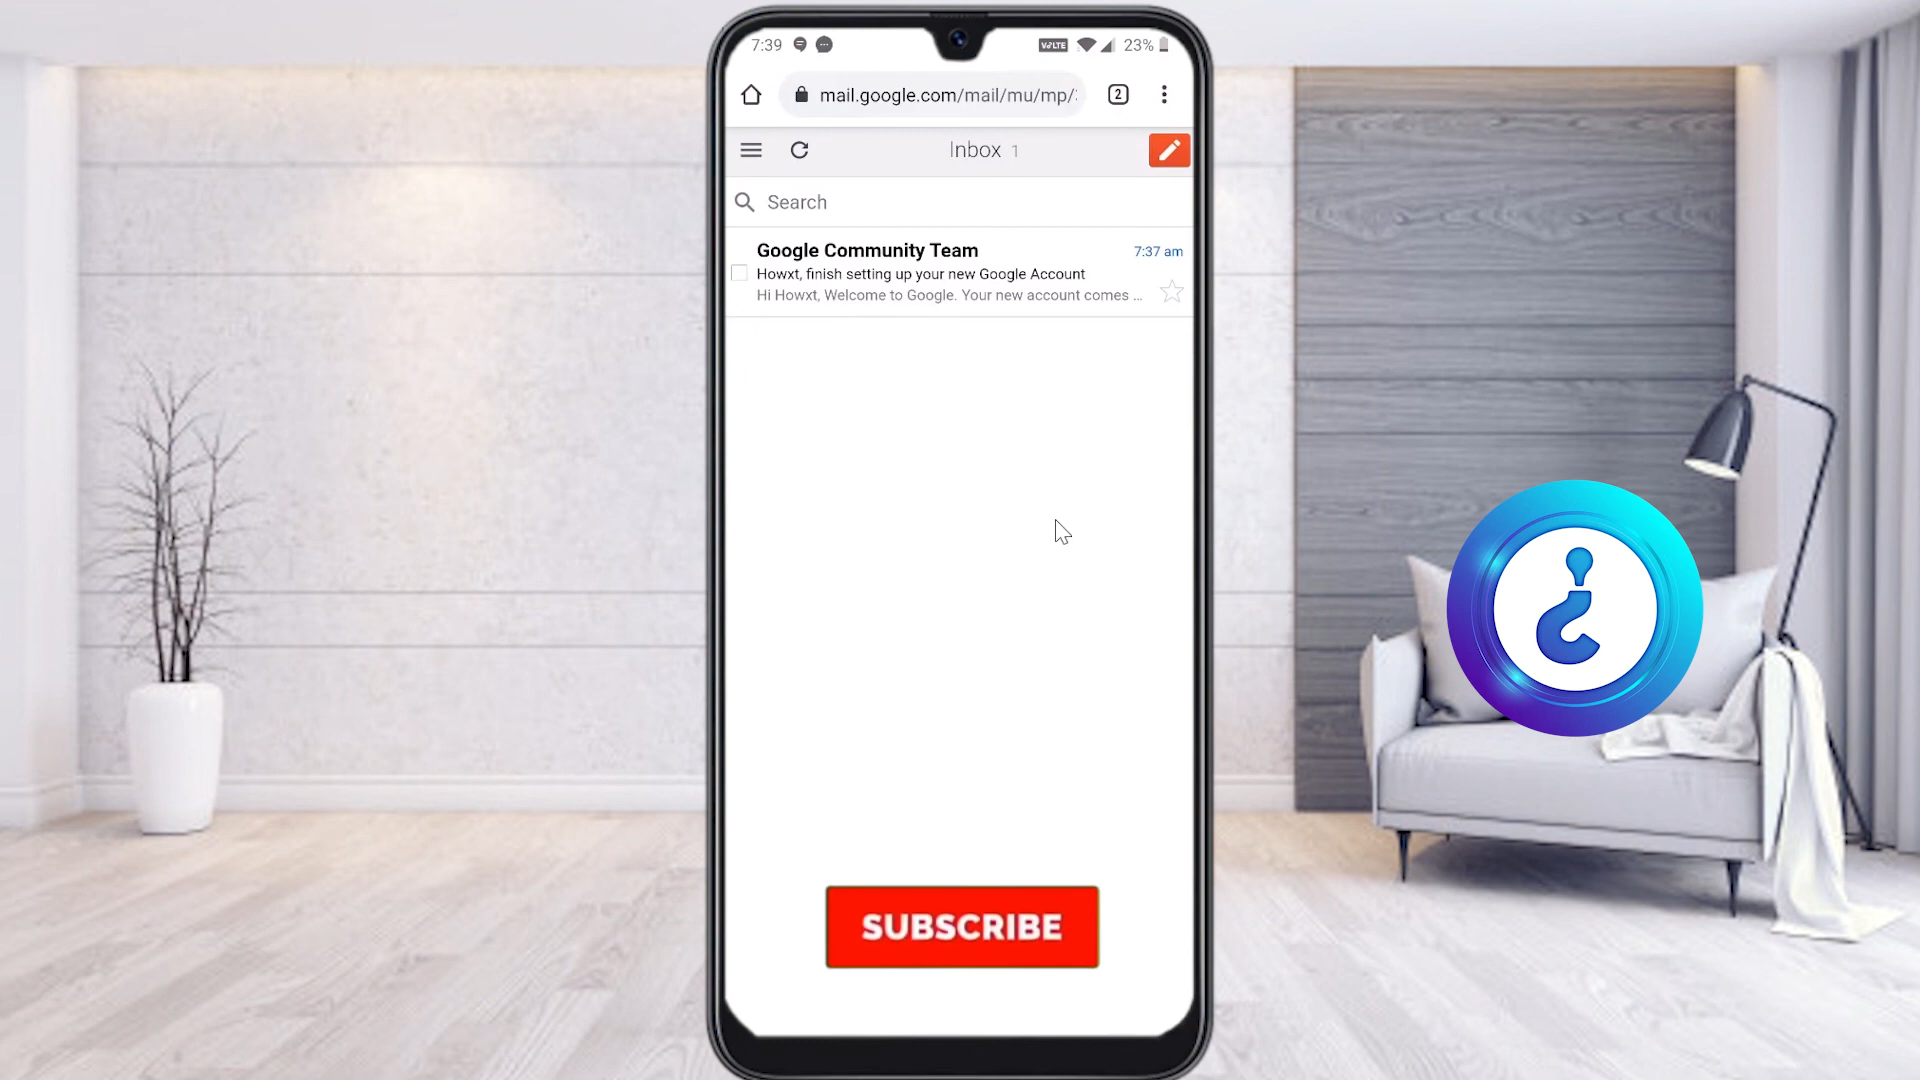 7:39
VoLTE 23%
mail.google.com/mail/mu/mp/
2
Inbox 1
Search
Google Community Team
7:37 am
Howxt, finish setting up your new Google Account
Hi Howxt, Welcome to Google. Your new account comes ...
SUBSCRIBE